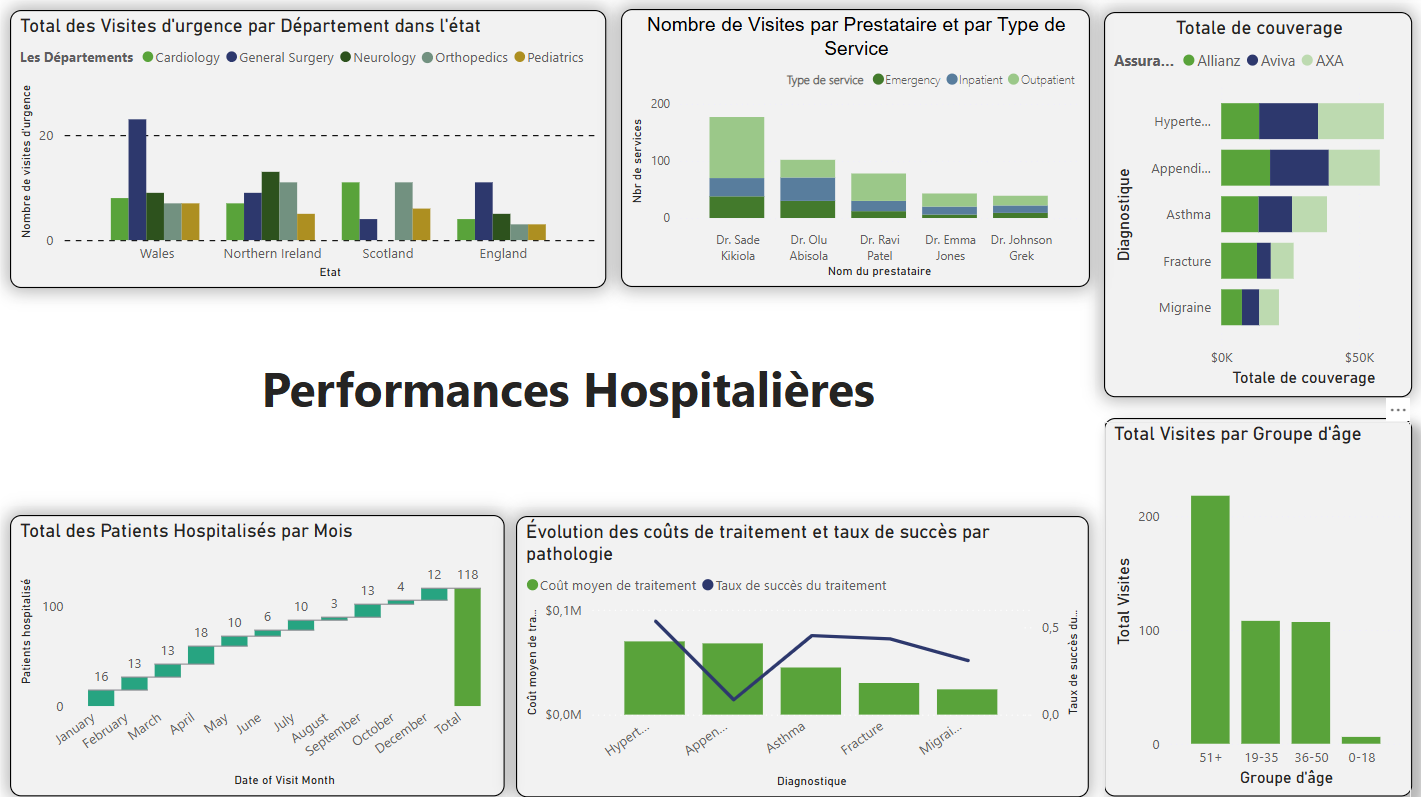 Total des Visites d'urgence par Département dans l'état
Les Départements Cardiology General Surgery Neurology Orthopedics Pediatrics
Nombre de visites d'urgence
20
0
Wales Northern Ireland Scotland England
Etat
Nombre de Visites par Prestataire et par Type de
Service
Type de service Emergency Inpatient Outpatient
Nbr de services
200
100
0
Dr. Sade Dr. Olu Dr. Ravi Dr. Emma Dr. Johnson
Kikiola Abisola Patel Jones Grek
Nom du prestataire
Totale de couverage
Assura... Allianz Aviva AXA
Diagnostique
Hyperte...
Appendi...
Asthma
Fracture
Migraine
$0K $50K
Totale de couverage
Performances Hospitalières
Total des Patients Hospitalisés par Mois
Patients hospitalisé
100
0
16 13 13 18 10 6 10 3 13 4 12 118
January February March April May June July August September October December Total
Date of Visit Month
Évolution des coûts de traitement et taux de succès par
pathologie
Coût moyen de traitement Taux de succès du traitement
Coût moyen de tra...
$0,1M
$0,0M
0,5
0,0
Taux de succès du...
Hypert... Appen... Asthma Fracture Migrai...
Diagnostique
Total Visites par Groupe d'âge
Total Visites
200
100
0
51+ 19-35 36-50 0-18
Groupe d'âge